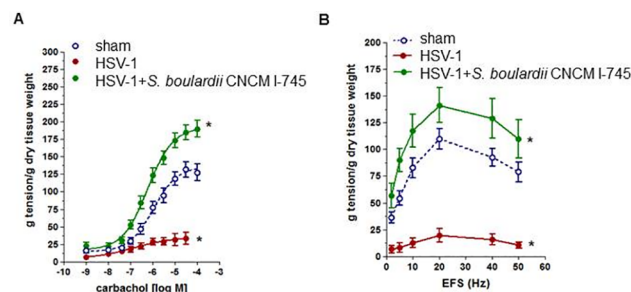 A
sham
HSV-1
HSV-1+S. boulardii CNCM I-745
g tension/g dry tissue weight
300
275
250
225
200
175
150
125
100
75
50
25
0
*
*
-10 -9 -8 -7 -6 -5 -4 -3
carbachol [log M]
B
sham
HSV-1
HSV-1+S. boulardii CNCM I-745
g tension/g dry tissue weight
200
175
150
125
100
75
50
25
0
*
*
0 10 20 30 40 50 60
EFS (Hz)